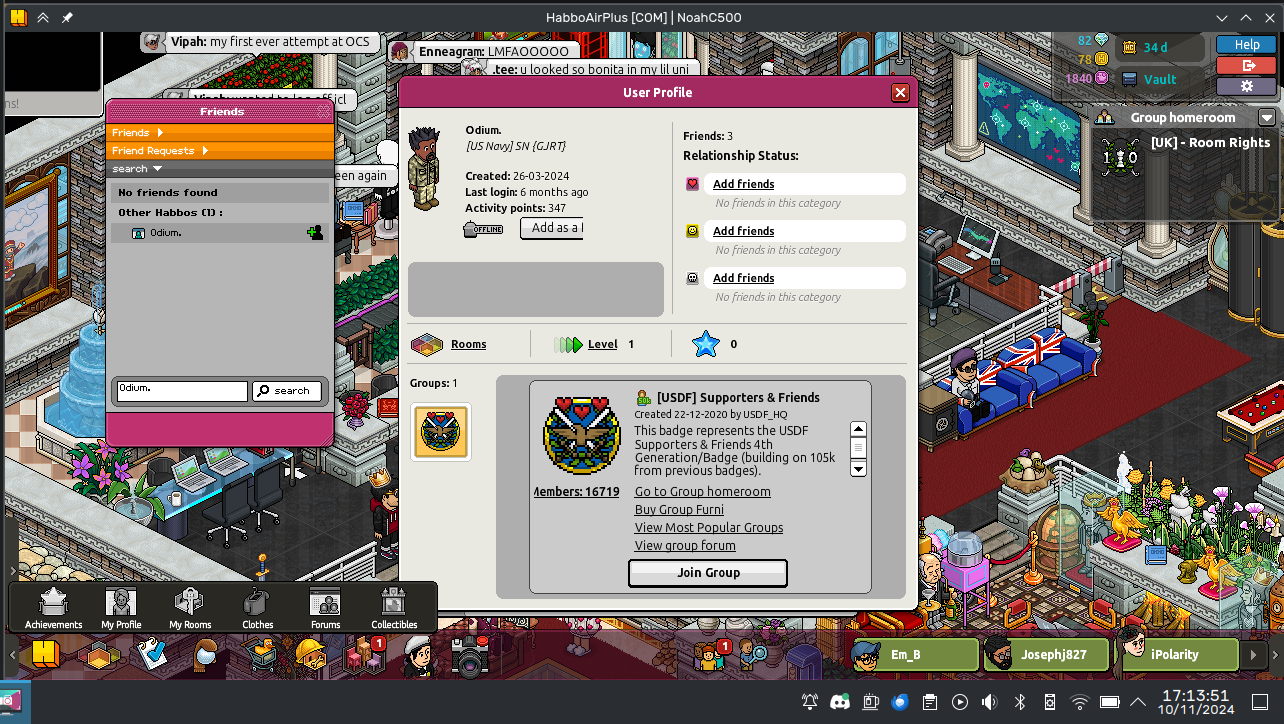 HabboAirPlus [COM] | NoahC500
Vipah: my first ever attempt at OCS
Enneagram: LMFAOOOOO
.tee: u looked so bonita in my lil uni
82
78
1840
34 d
Vault
Help
ns!
Friends
Friends
Friend Requests
search
No friends found
Other Habbos (1) :
Odium.
Odium.
search
een again
User Profile
Odium.
[US Navy] SN {GJRT}
Created: 26-03-2024
Last login: 6 months ago
Activity points: 347
OFFLINE
Add as a
Friends: 3
Relationship Status:
Add friends
No friends in this category
Add friends
No friends in this category
Add friends
No friends in this category
Rooms
Level 1
0
Groups: 1
[USDF] Supporters & Friends
Created 22-12-2020 by USDF_HQ
This badge represents the USDF
Supporters & Friends 4th
Generation/Badge (building on 105k
from previous badges).
Members: 16719
Go to Group homeroom
Buy Group Furni
View Most Popular Groups
View group forum
Join Group
Group homeroom
[UK] - Room Rights
Achievements
My Profile
My Rooms
Clothes
Forums
Collectibles
1
1
Em_B
Josephj827
iPolarity
17:13:51
10/11/2024